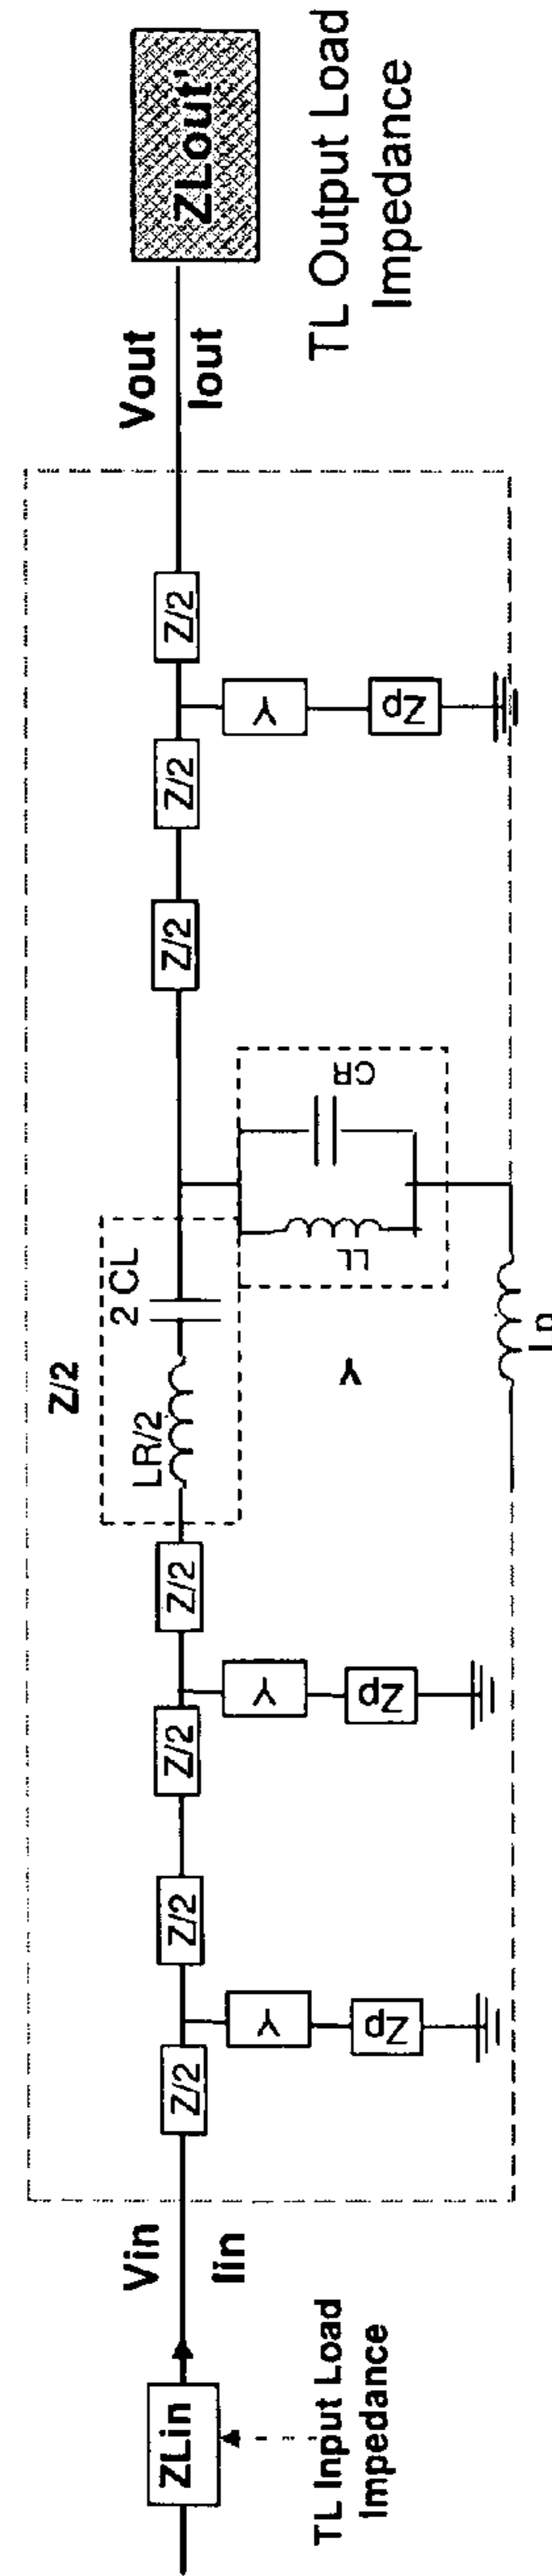 ZLin
TL Input Load
Impedance
Vin
Iin
Z/2
Y
Zp
Z/2
Z/2
Y
Zp
Z/2
Z/2
LR/2
2 CL
Y
LL
CR
Z/2
Z/2
Y
Zp
Z/2
Vout
Iout
ZLout'
TL Output Load
Impedance